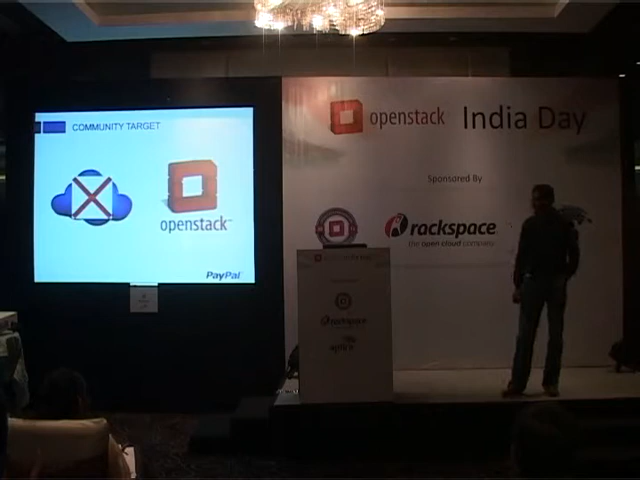 COMMUNITY TARGET
openstack
PayPal
openstack India Day
Sponsored By
rackspace
the open cloud company
rackspace